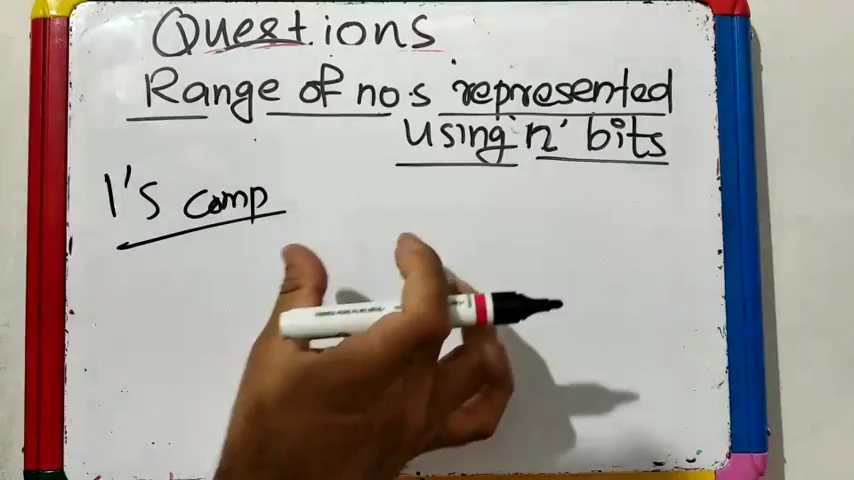 Questions
Range of no.s represented
using 'n' bits
1's comp